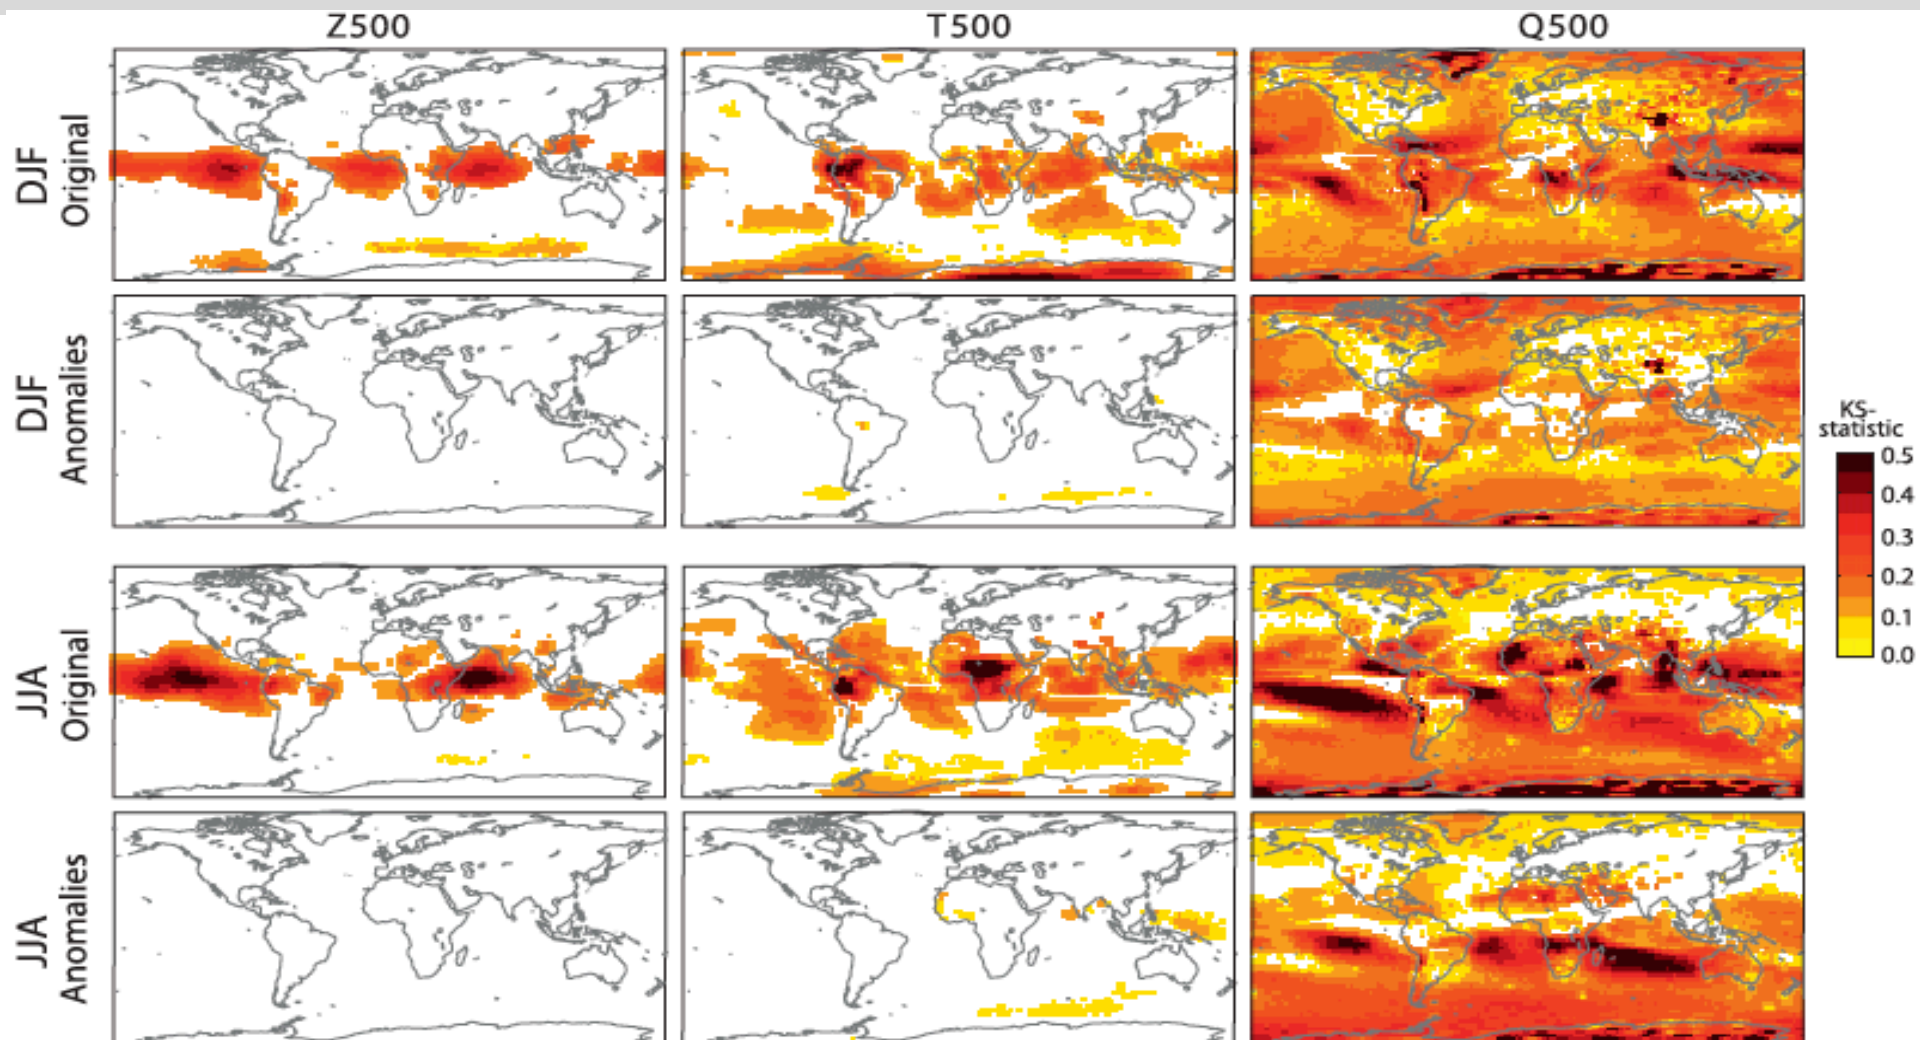 Z500 T500 Q500
DJF
Original
DJF
Anomalies
KS-
statistic
0.5
0.4
0.3
0.2
0.1
0.0
JJA
Original
JJA
Anomalies